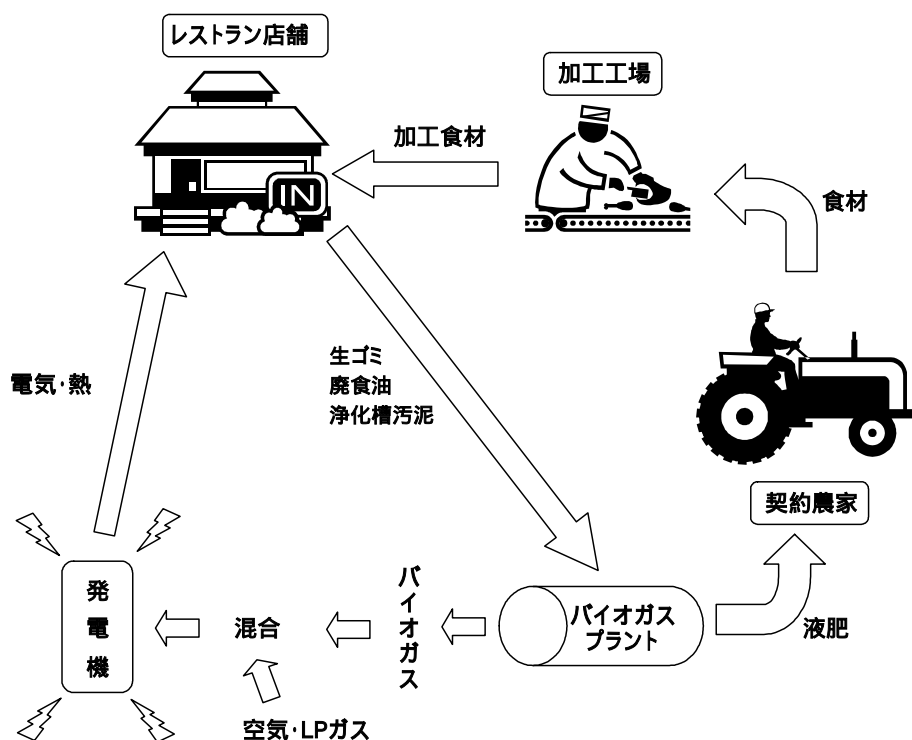 レストラン店舗
加工工場
加工食材
IN
食材
電気・熱
生ゴミ
廃食油
浄化槽汚泥
契約農家
発電機
混合
バイオガス
バイオガス
プラント
液肥
空気・LPガス